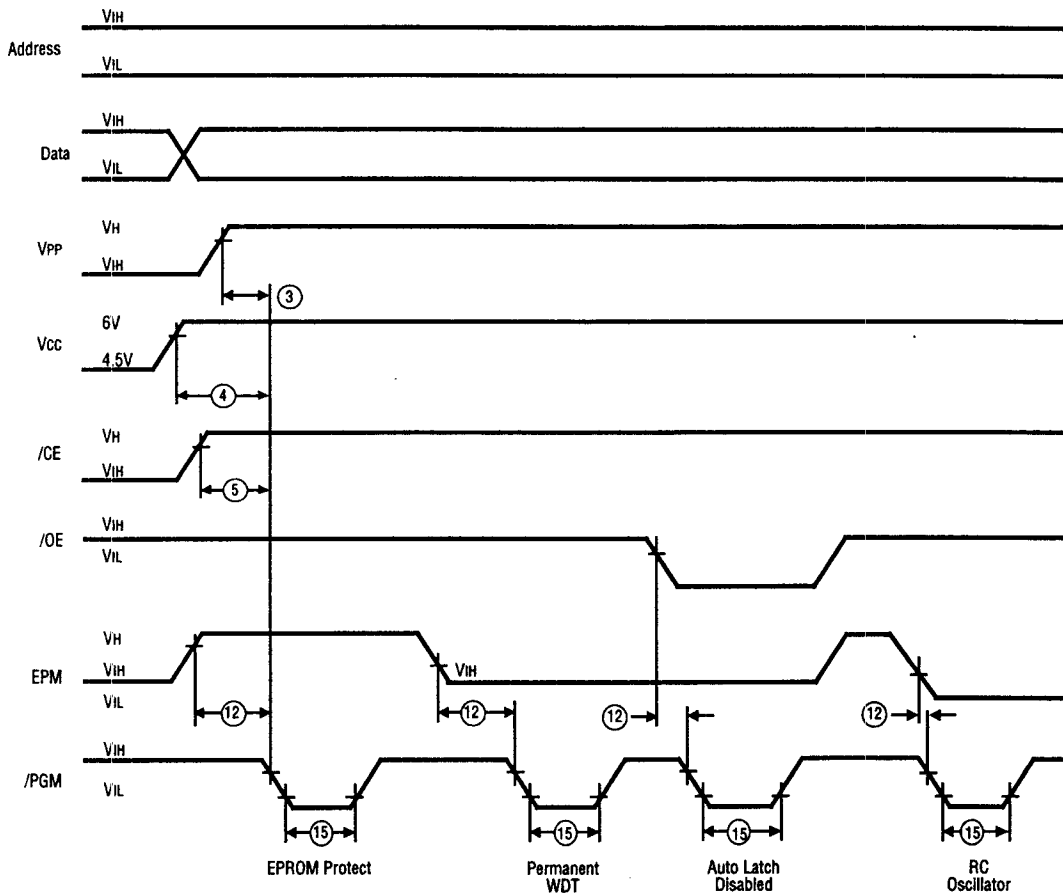 VIH
Address
VIL
VIH
Data
VIL
VH
VPP
VIH
3
6V
VCC
4.5V
4
VH
/CE
VIH
5
VIH
/OE
VIL
VH
EPM
VIH
VIH
VIL
12
12
12
12
VIH
/PGM
VIL
15
15
15
15
EPROM Protect
Permanent
WDT
Auto Latch
Disabled
RC
Oscillator